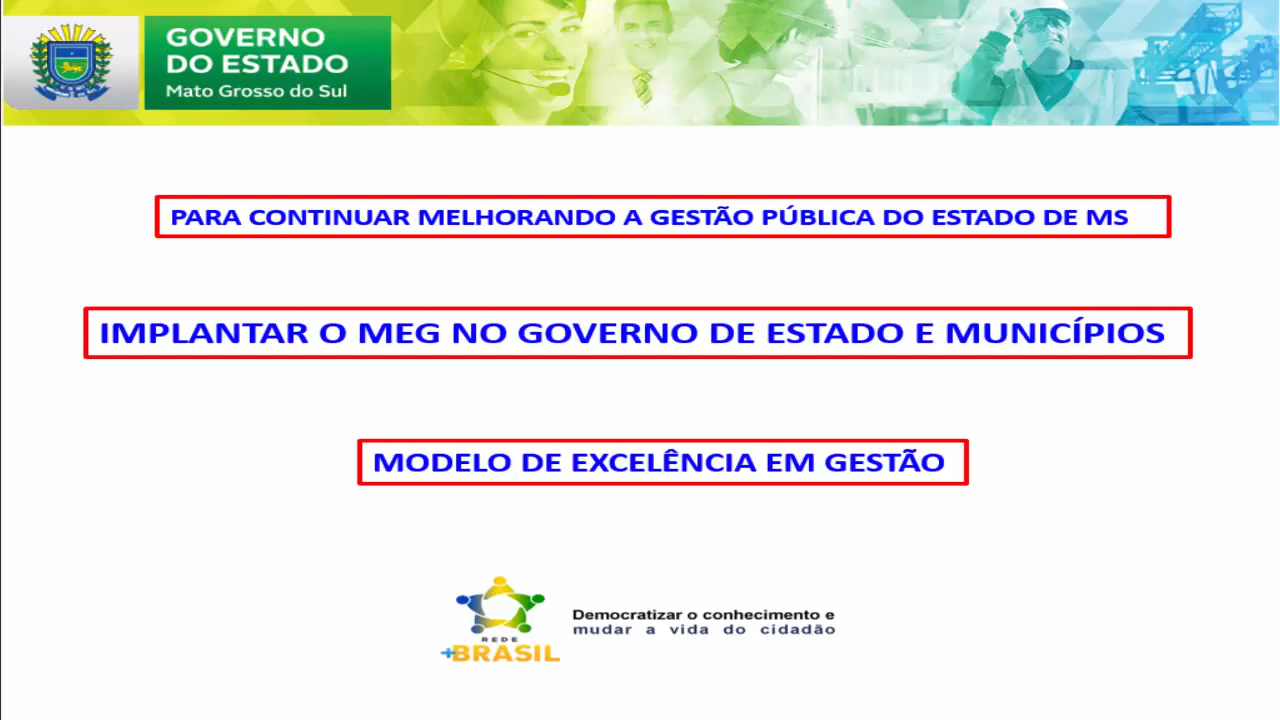 GOVERNO
DO ESTADO
Mato Grosso do Sul
PARA CONTINUAR MELHORANDO A GESTÃO PÚBLICA DO ESTADO DE MS
IMPLANTAR O MEG NO GOVERNO DE ESTADO E MUNICÍPIOS
MODELO DE EXCELÊNCIA EM GESTÃO
REDE
+BRASIL
Democratizar o conhecimento e
mudar a vida do cidadão